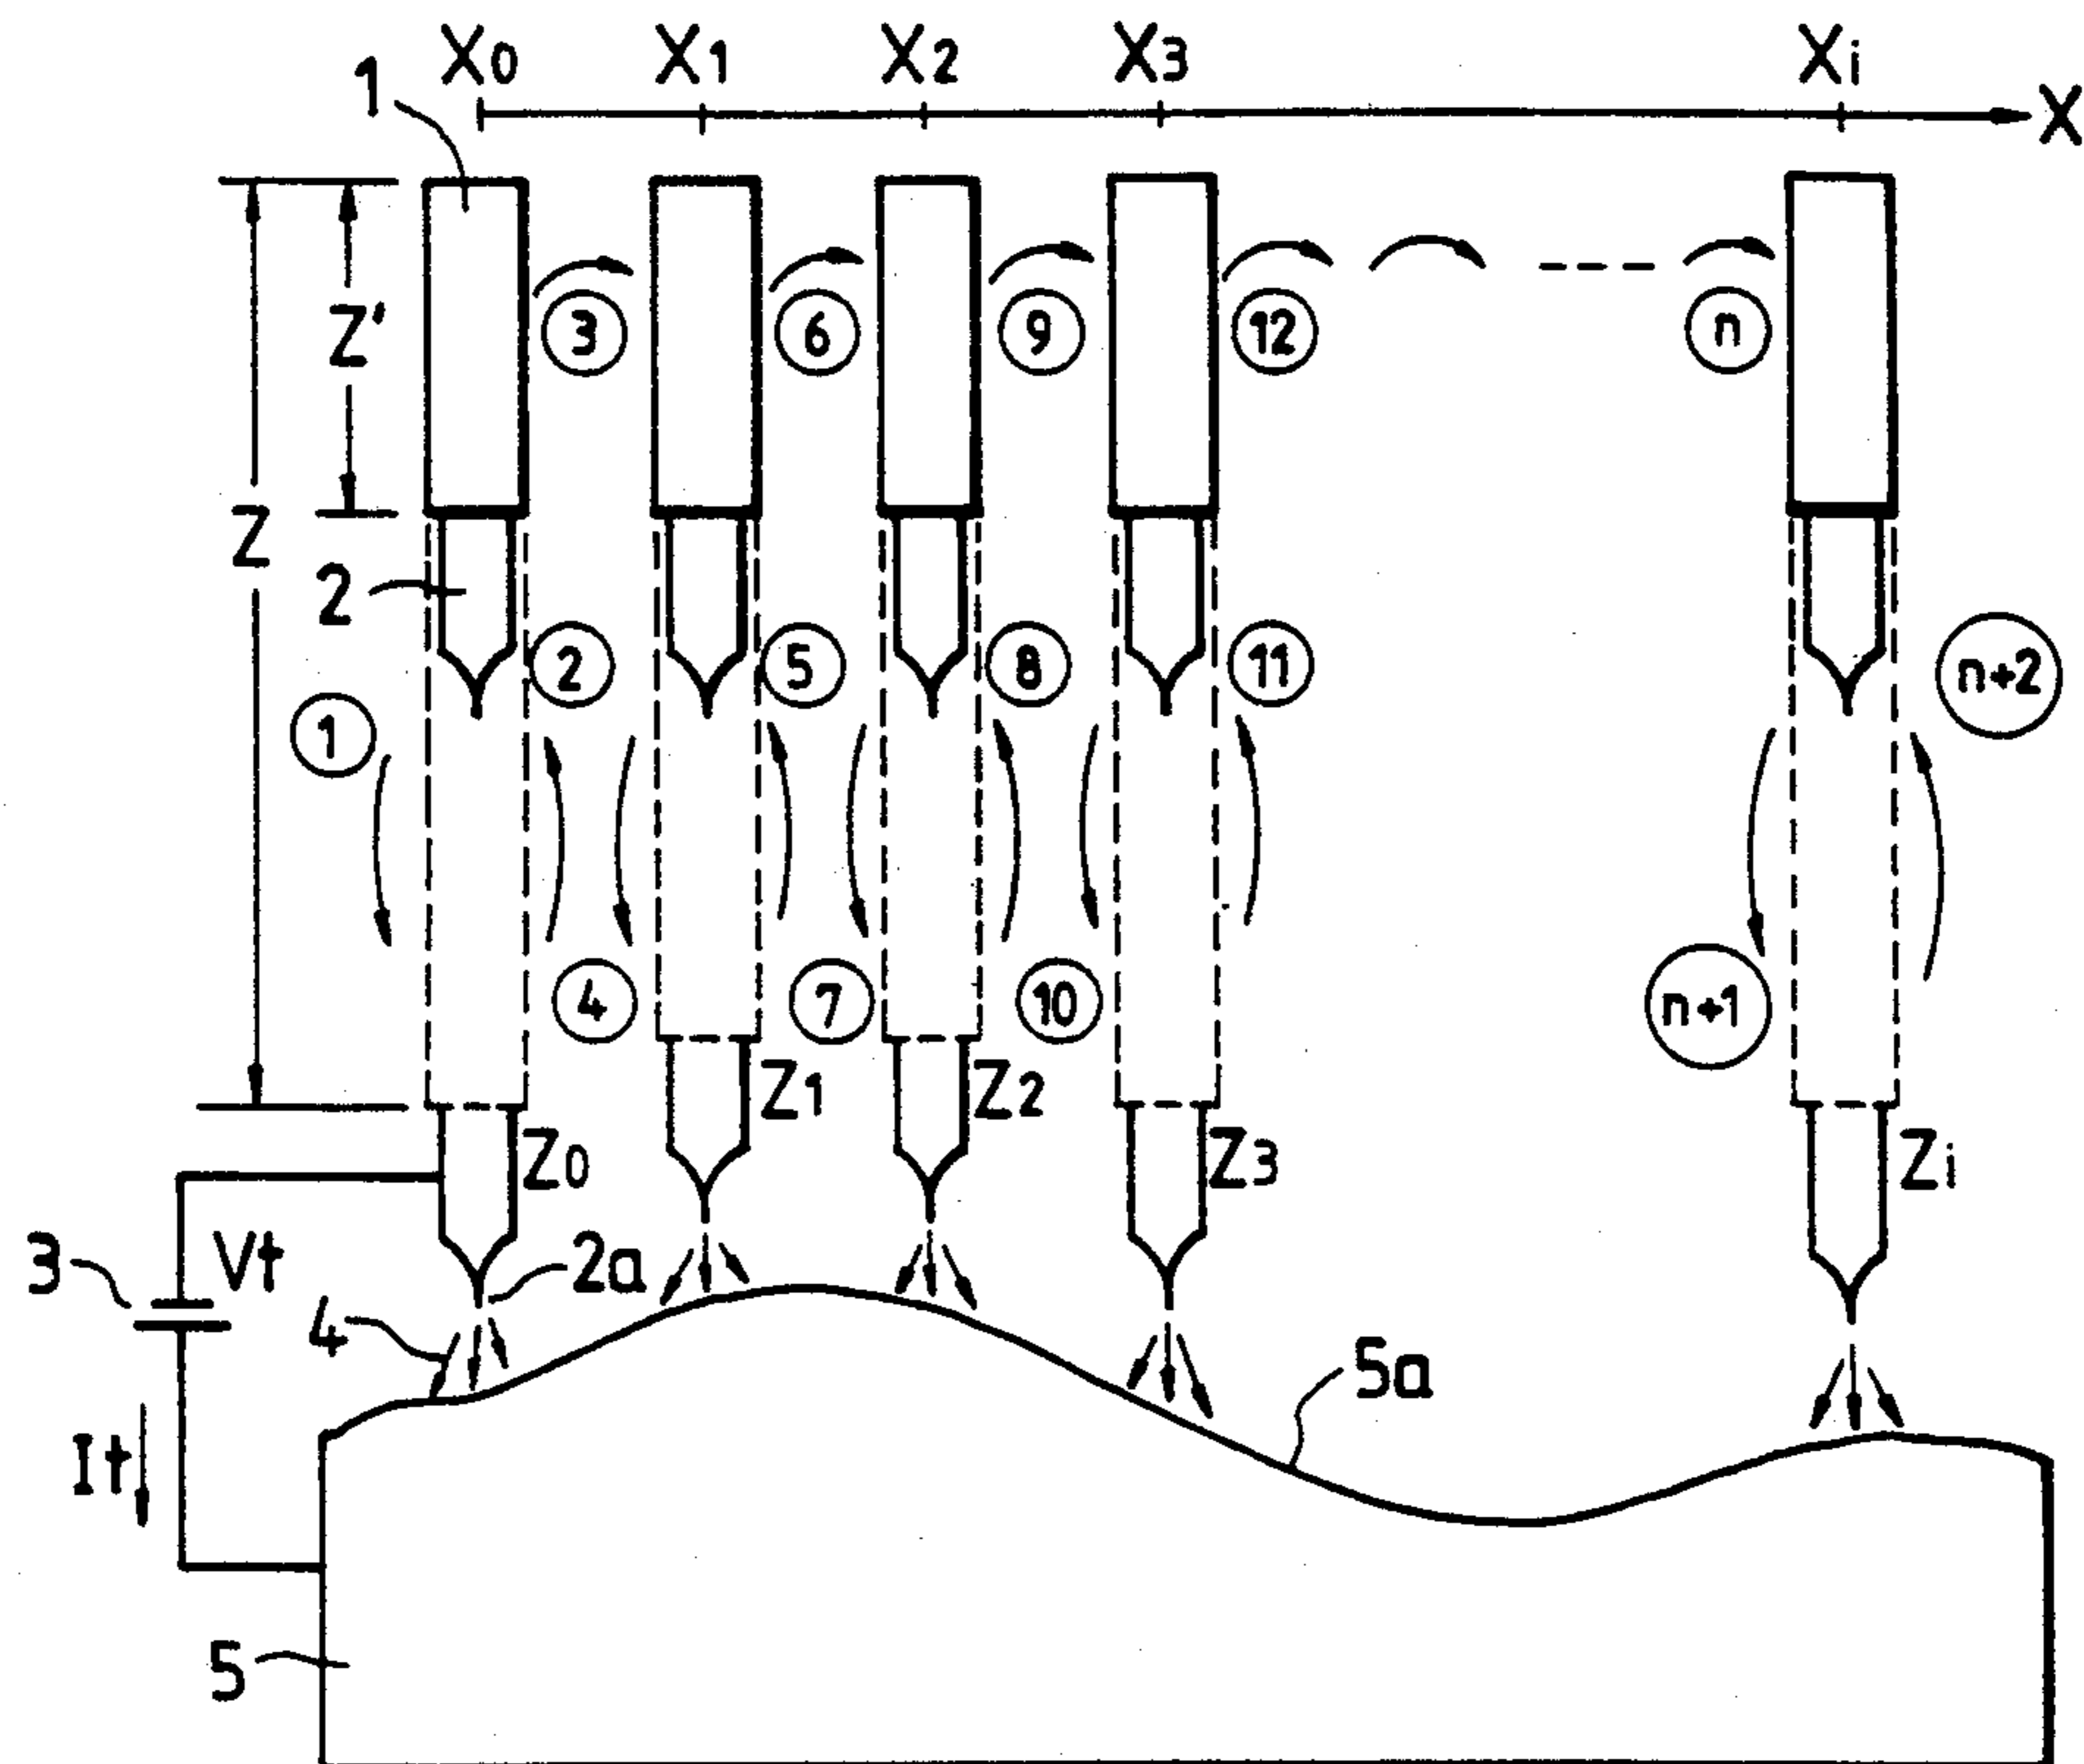 X0 X1 X2 X3 Xi
1 X
Z'
③ ⑥ ⑨ ⑫ n
Z
2
② ⑤ ⑧ ⑪ n+2
①
④ ⑦ ⑩ n+1
Z1 Z2
Z0 Z3 Zi
3 Vt 2a
4 5a
It
5